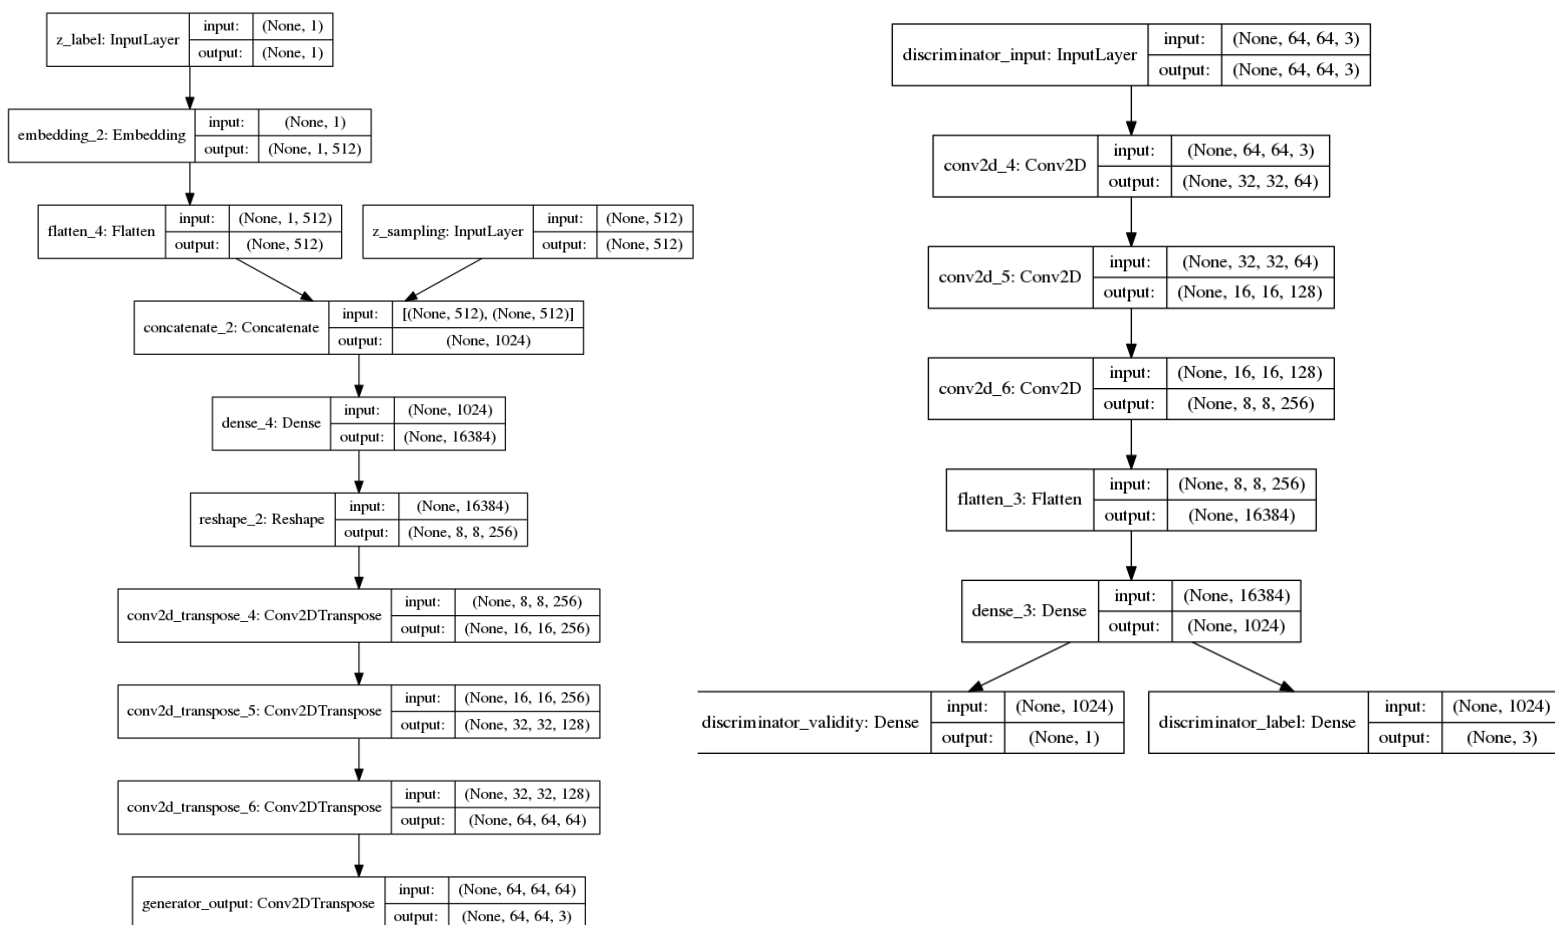 z_label: InputLayer
input: (None, 1)
output: (None, 1)
embedding_2: Embedding
input: (None, 1)
output: (None, 1, 512)
flatten_4: Flatten
input: (None, 1, 512)
output: (None, 512)
z_sampling: InputLayer
input: (None, 512)
output: (None, 512)
concatenate_2: Concatenate
input: [(None, 512), (None, 512)]
output: (None, 1024)
dense_4: Dense
input: (None, 1024)
output: (None, 16384)
reshape_2: Reshape
input: (None, 16384)
output: (None, 8, 8, 256)
conv2d_transpose_4: Conv2DTranspose
input: (None, 8, 8, 256)
output: (None, 16, 16, 256)
conv2d_transpose_5: Conv2DTranspose
input: (None, 16, 16, 256)
output: (None, 32, 32, 128)
conv2d_transpose_6: Conv2DTranspose
input: (None, 32, 32, 128)
output: (None, 64, 64, 64)
generator_output: Conv2DTranspose
input: (None, 64, 64, 64)
output: (None, 64, 64, 3)
discriminator_input: InputLayer
input: (None, 64, 64, 3)
output: (None, 64, 64, 3)
conv2d_4: Conv2D
input: (None, 64, 64, 3)
output: (None, 32, 32, 64)
conv2d_5: Conv2D
input: (None, 32, 32, 64)
output: (None, 16, 16, 128)
conv2d_6: Conv2D
input: (None, 16, 16, 128)
output: (None, 8, 8, 256)
flatten_3: Flatten
input: (None, 8, 8, 256)
output: (None, 16384)
dense_3: Dense
input: (None, 16384)
output: (None, 1024)
discriminator_validity: Dense
input: (None, 1024)
output: (None, 1)
discriminator_label: Dense
input: (None, 1024)
output: (None, 3)